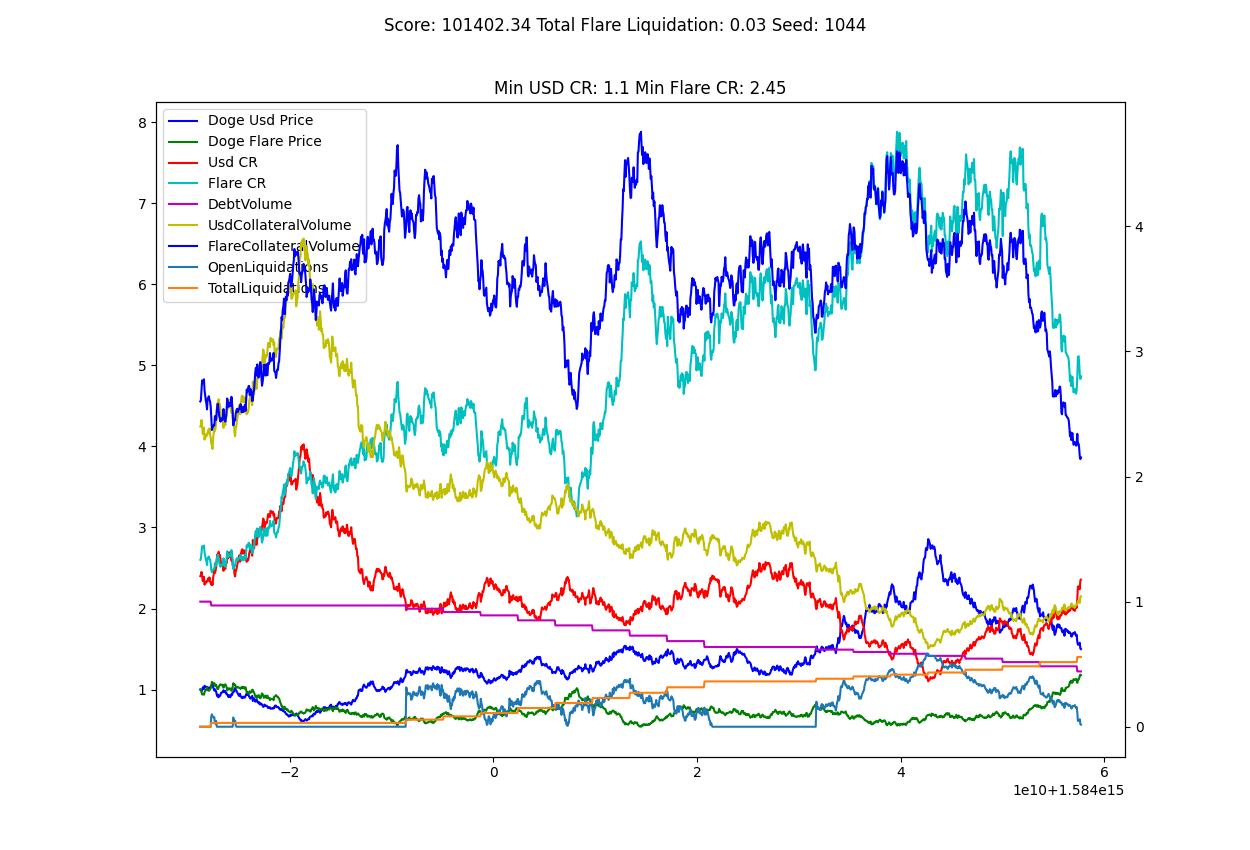 Score: 101402.34 Total Flare Liquidation: 0.03 Seed: 1044
Min USD CR: 1.1 Min Flare CR: 2.45
Doge Usd Price
Doge Flare Price
Usd CR
Flare CR
DebtVolume
UsdCollateralVolume
FlareCollateralVolume
OpenLiquidations
TotalLiquidations
8
7
6
5
4
3
2
1
4
3
2
1
0
−2
0
2
4
6
1e10+1.584e15